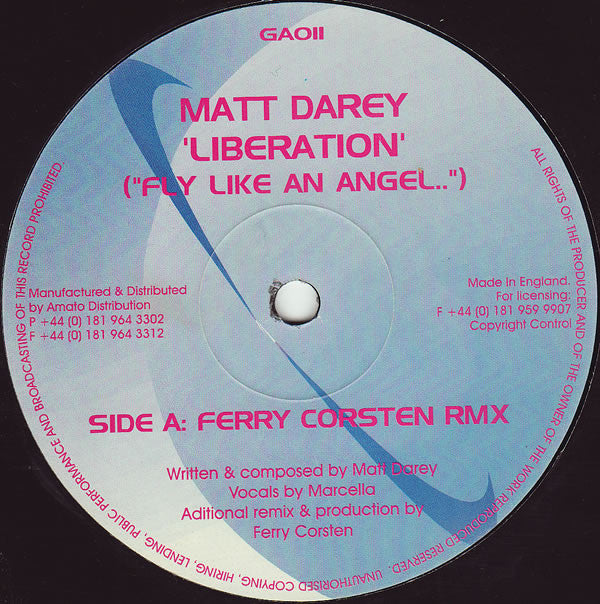 GA011
MATT DAREY
'LIBERATION'
("FLY LIKE AN ANGEL..")
Manufactured & Distributed
by Amato Distribution
P +44 (0) 181 964 3302
F +44 (0) 181 964 3312
Made In England.
For licensing:
F +44 (0) 181 959 9907
Copyright Control
SIDE A: FERRY CORSTEN RMX
Written & composed by Matt Darey
Vocals by Marcella
Aditional remix & production by
Ferry Corsten
ALL RIGHTS OF THE PRODUCER AND OF THE OWNER OF THE WORK REPRODUCED RESERVED. UNAUTHORISED COPYING, HIRING, LENDING, PUBLIC PERFORMANCE AND BROADCASTING OF THIS RECORD PROHIBITED.